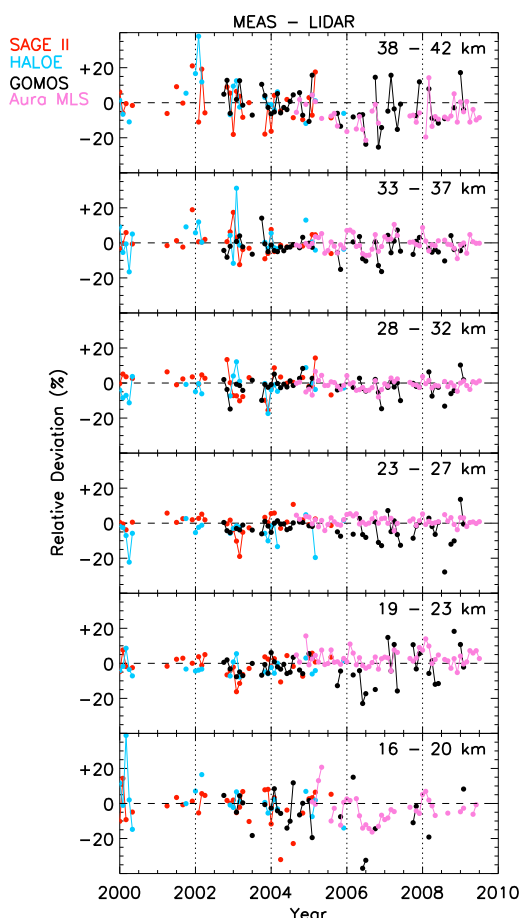 MEAS – LIDAR
SAGE II
HALOE
GOMOS
Aura MLS
38 – 42 km
+20
0
−20
33 – 37 km
+20
0
−20
28 – 32 km
+20
0
−20
23 – 27 km
+20
0
−20
19 – 23 km
+20
0
−20
16 – 20 km
+20
0
−20
Relative Deviation (%)
2000 2002 2004 2006 2008 2010
Year